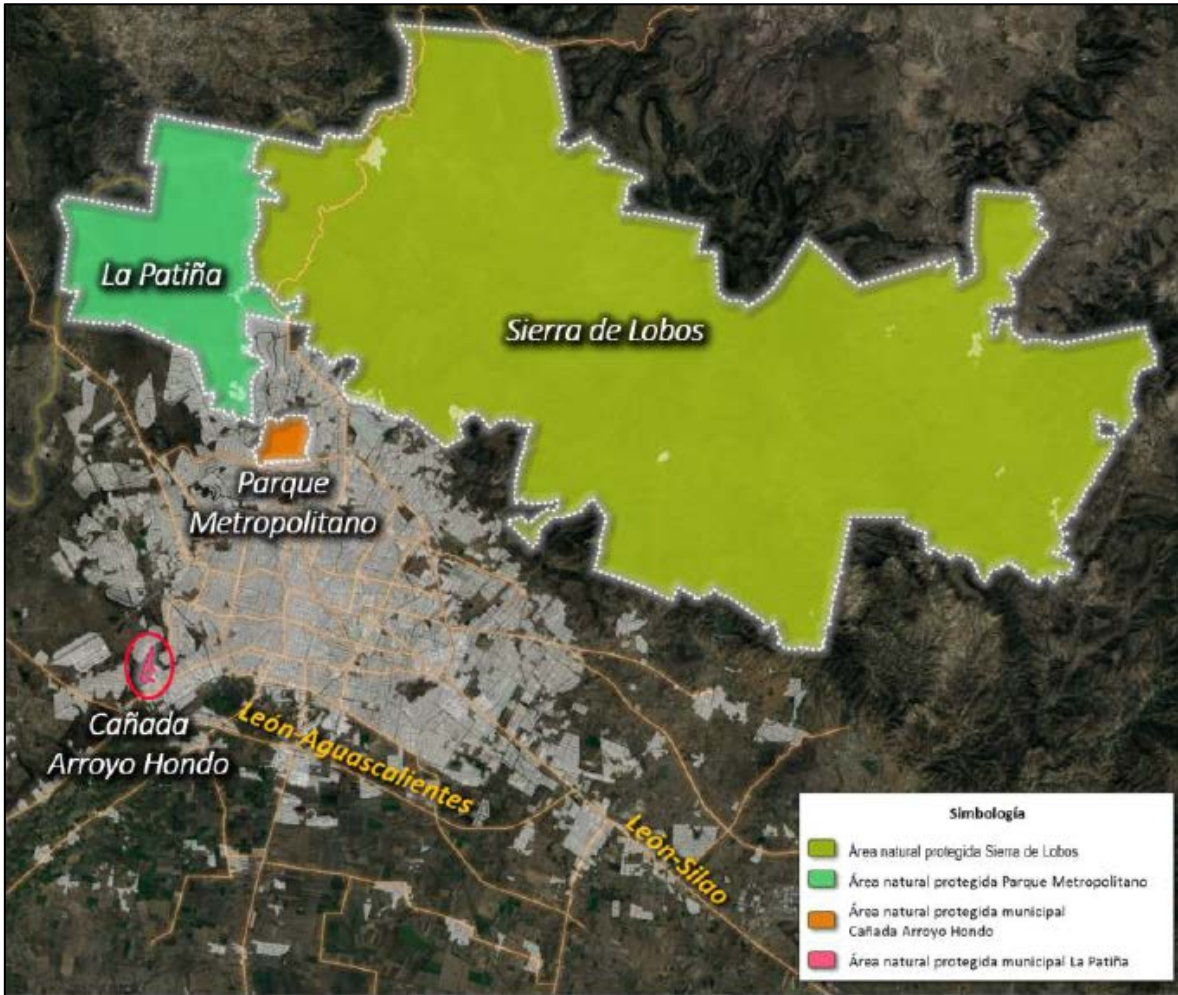 La Patiña
Sierra de Lobos
Parque
Metropolitano
Cañada
Arroyo Hondo
León-Aguascalientes
León-Silao
Simbología
Área natural protegida Sierra de Lobos
Área natural protegida Parque Metropolitano
Área natural protegida municipal
Cañada Arroyo Hondo
Área natural protegida municipal La Patiña